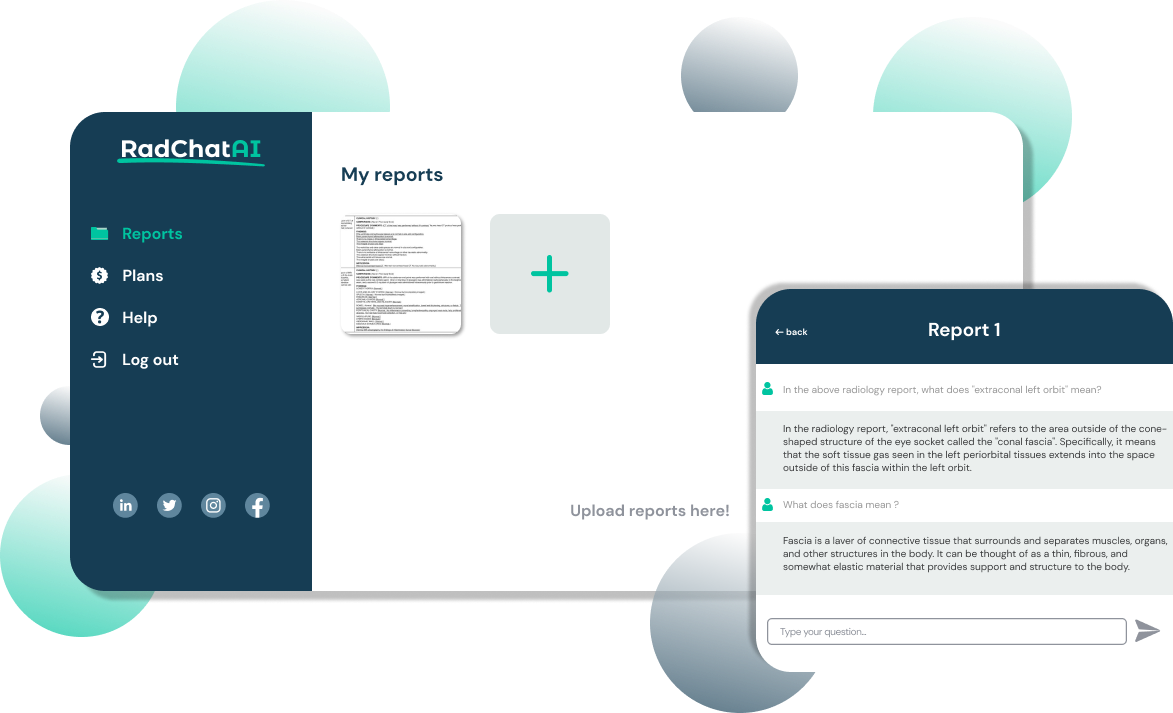 RadChatAI
Reports
Plans
Help
Log out
My reports
Upload reports here!
back
Report 1
In the above radiology report, what does "extraconal left orbit" mean?
In the radiology report, "extraconal left orbit" refers to the area outside of the cone-
shaped structure of the eye socket called the "conal fascia". Specifically, it means
that the soft tissue gas seen in the left periorbital tissues extends into the space
outside of this fascia within the left orbit.
What does fascia mean ?
Fascia is a laver of connective tissue that surrounds and separates muscles, organs,
and other structures in the body. It can be thought of as a thin, fibrous, and
somewhat elastic material that provides support and structure to the body.
Type your question...